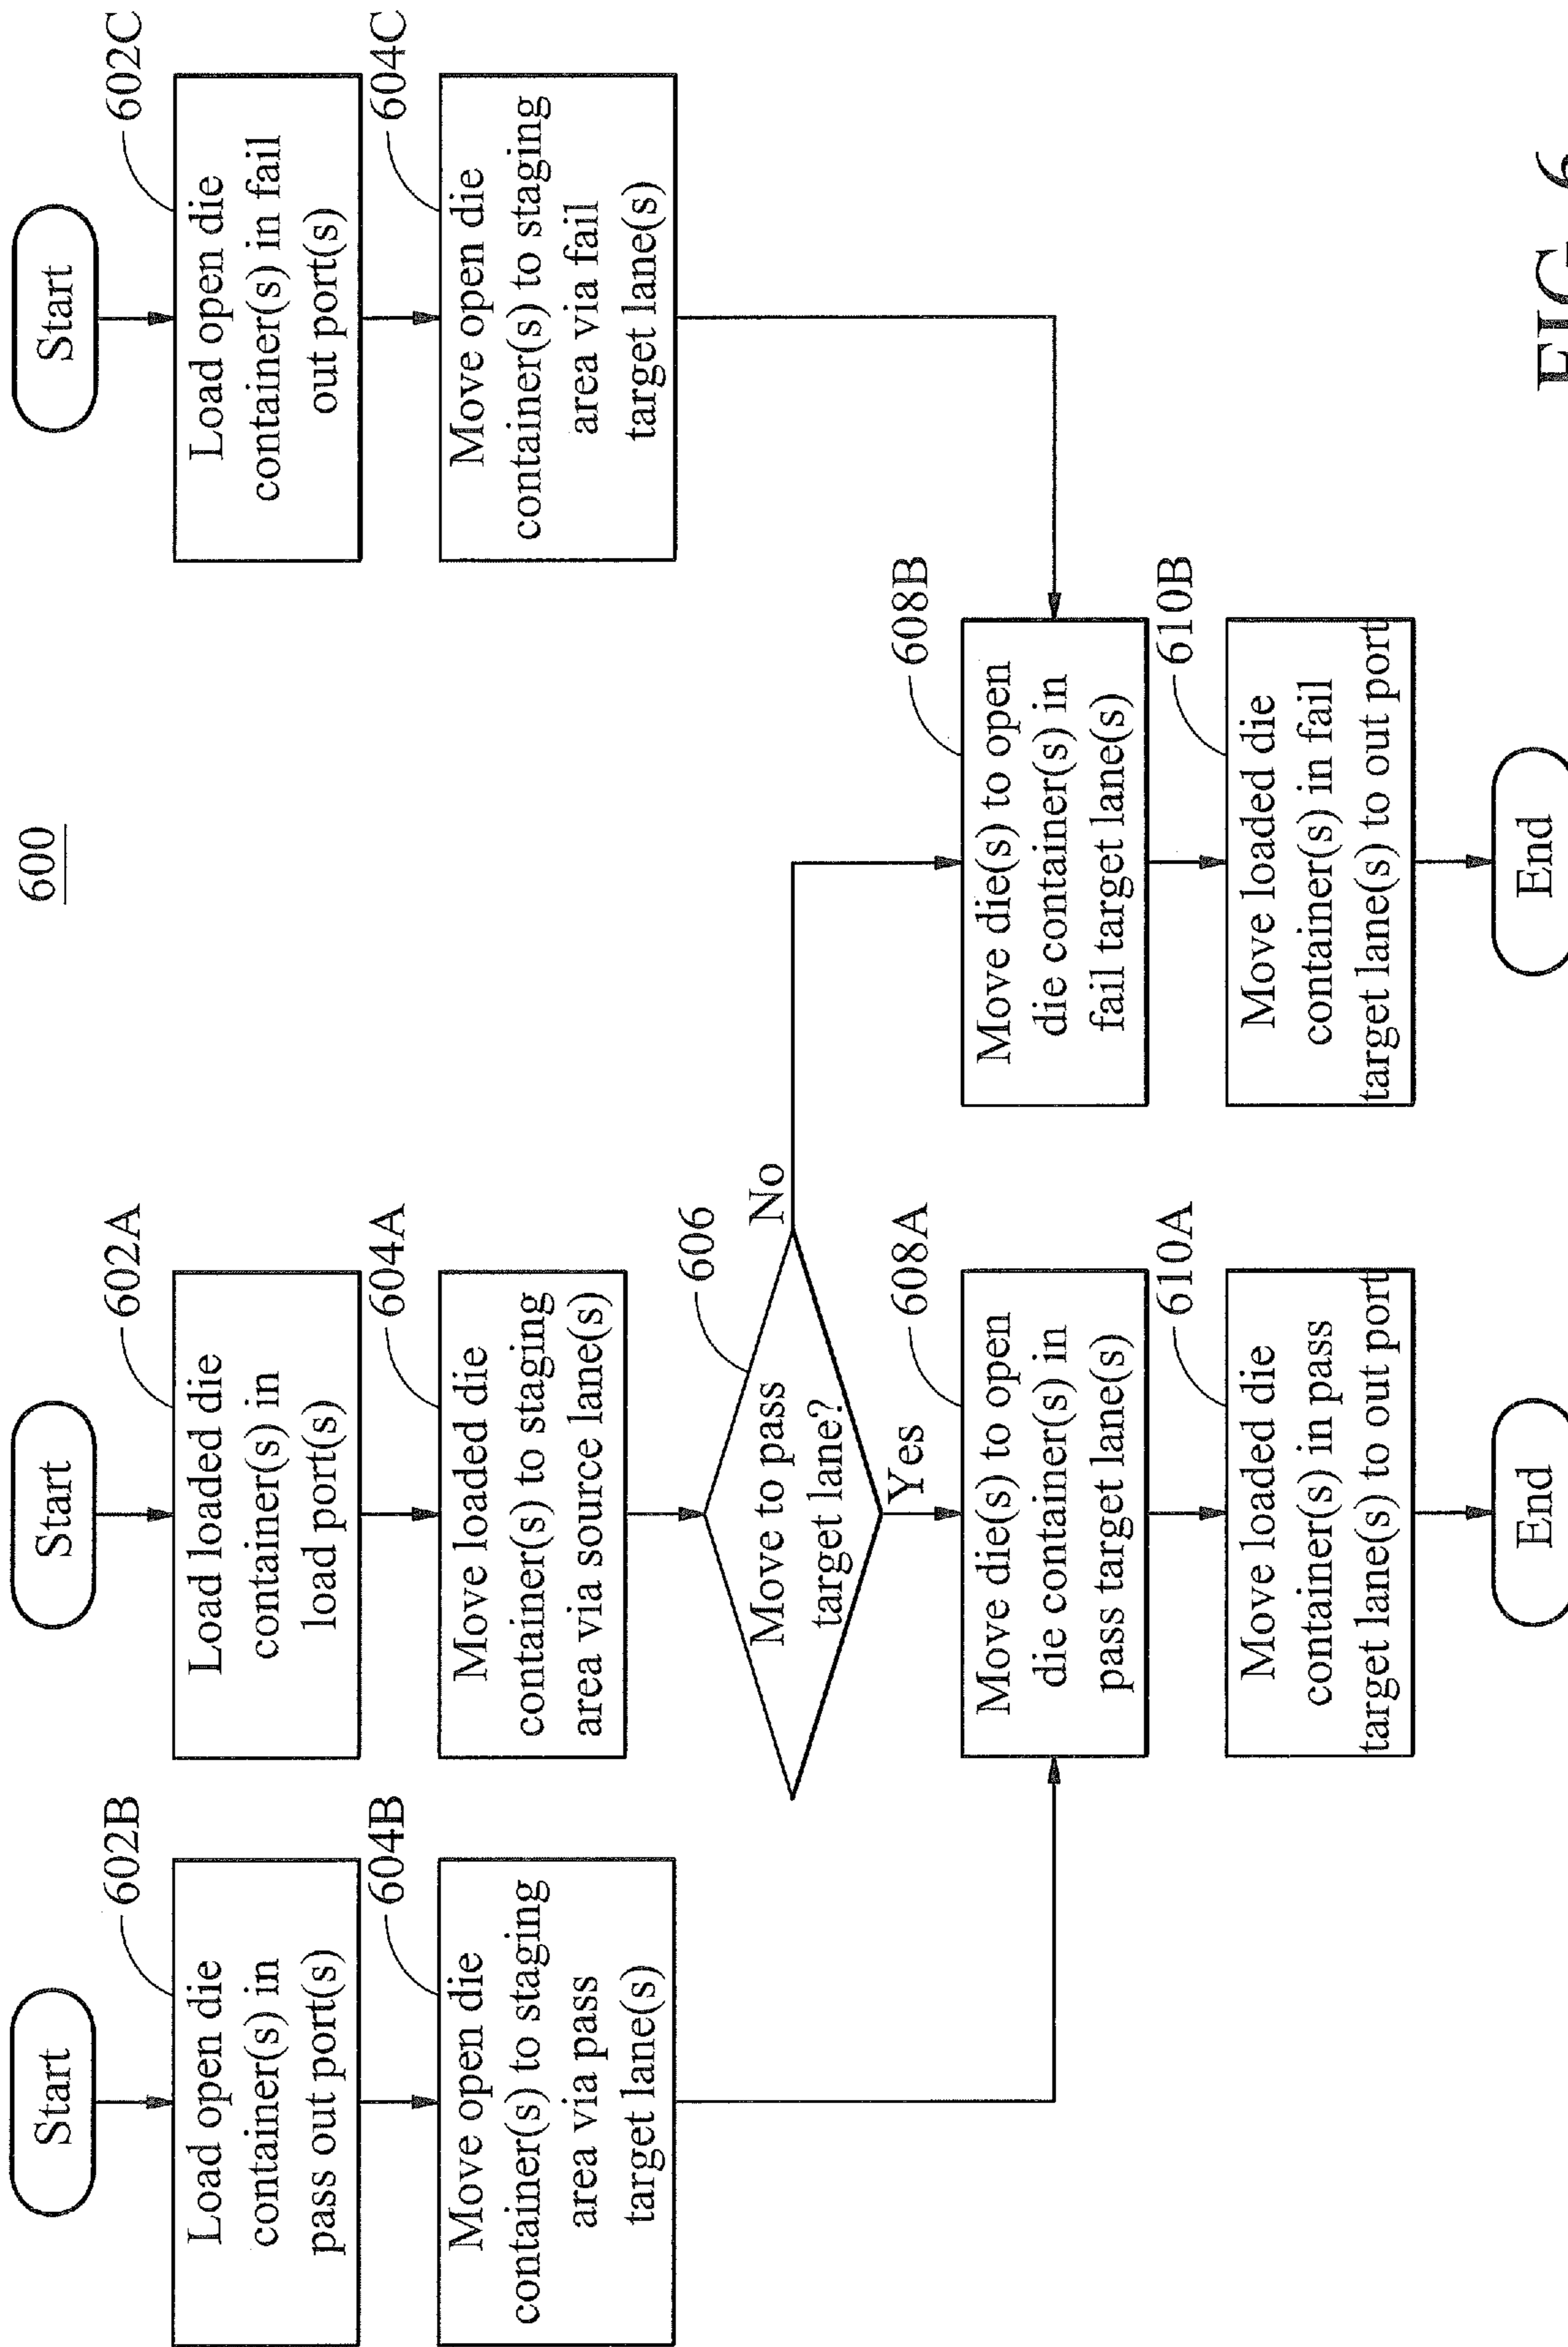 600
Start
602B
Load open die
container(s) in
pass out port(s)
604B
Move open die
container(s) to staging
area via pass
target lane(s)
Start
602A
Load loaded die
container(s) in
load port(s)
604A
Move loaded die
container(s) to staging
area via source lane(s)
606
Move to pass
target lane?
Yes
No
608A
Move die(s) to open
die container(s) in
pass target lane(s)
610A
Move loaded die
container(s) in pass
target lane(s) to out port
End
Start
602C
Load open die
container(s) in fail
out port(s)
604C
Move open die
container(s) to staging
area via fail
target lane(s)
608B
Move die(s) to open
die container(s) in
fail target lane(s)
610B
Move loaded die
container(s) in fail
target lane(s) to out port
End
FIG. 6